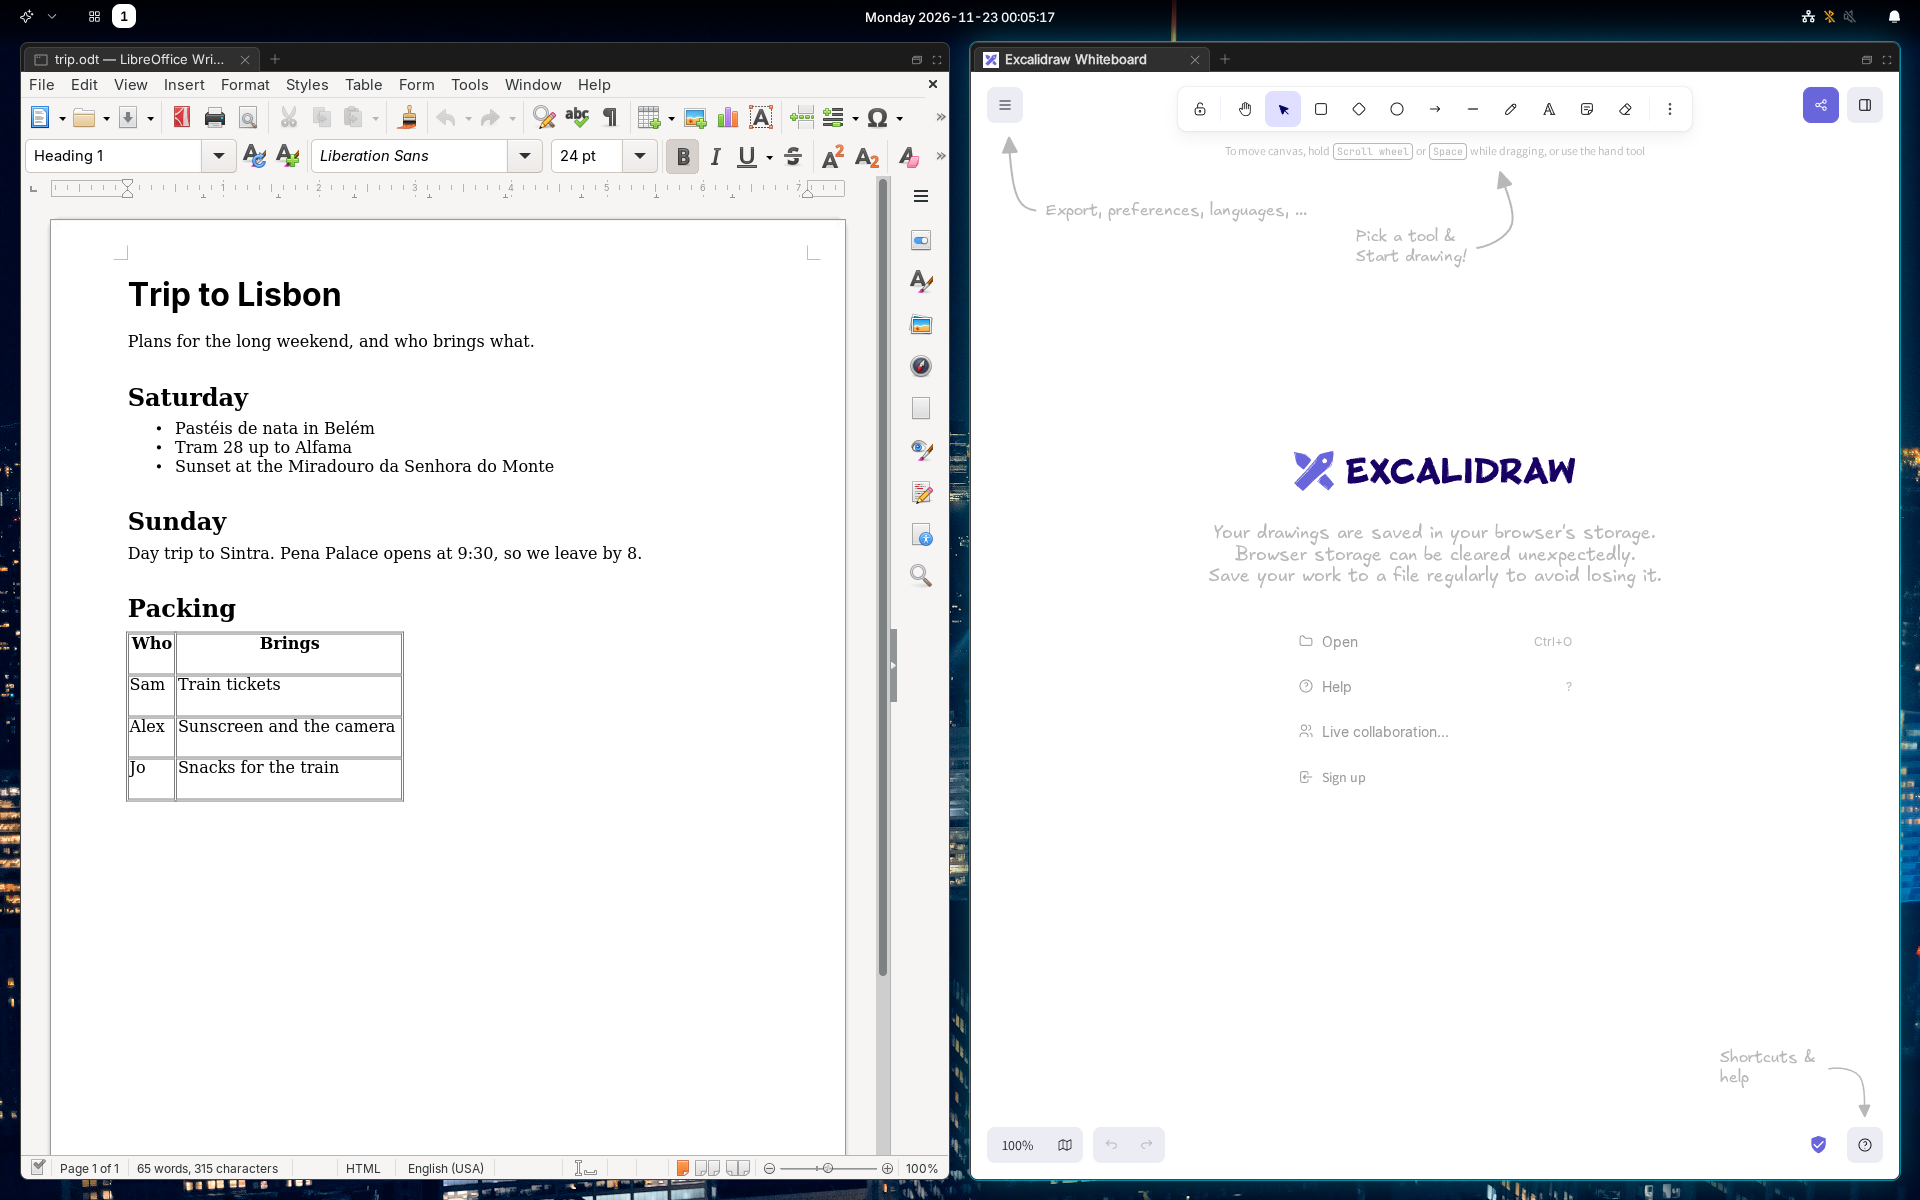 1
Monday 2026-11-23 00:05:17
trip.odt — LibreOffice Wri...
File Edit View Insert Format Styles Table Form Tools Window Help
Heading 1
Liberation Sans
24 pt
1 2 3 4 5 6 7
Trip to Lisbon
Plans for the long weekend, and who brings what.
Saturday
• Pastéis de nata in Belém
• Tram 28 up to Alfama
• Sunset at the Miradouro da Senhora do Monte
Sunday
Day trip to Sintra. Pena Palace opens at 9:30, so we leave by 8.
Packing
Who Brings
Sam Train tickets
Alex Sunscreen and the camera
Jo Snacks for the train
Page 1 of 1 65 words, 315 characters HTML English (USA) 100%
Excalidraw Whiteboard
To move canvas, hold Scroll wheel or Space while dragging, or use the hand tool
Export, preferences, languages, ...
Pick a tool &
Start drawing!
EXCALIDRAW
Your drawings are saved in your browser's storage.
Browser storage can be cleared unexpectedly.
Save your work to a file regularly to avoid losing it.
Open Ctrl+O
Help ?
Live collaboration...
Sign up
Shortcuts &
help
100%